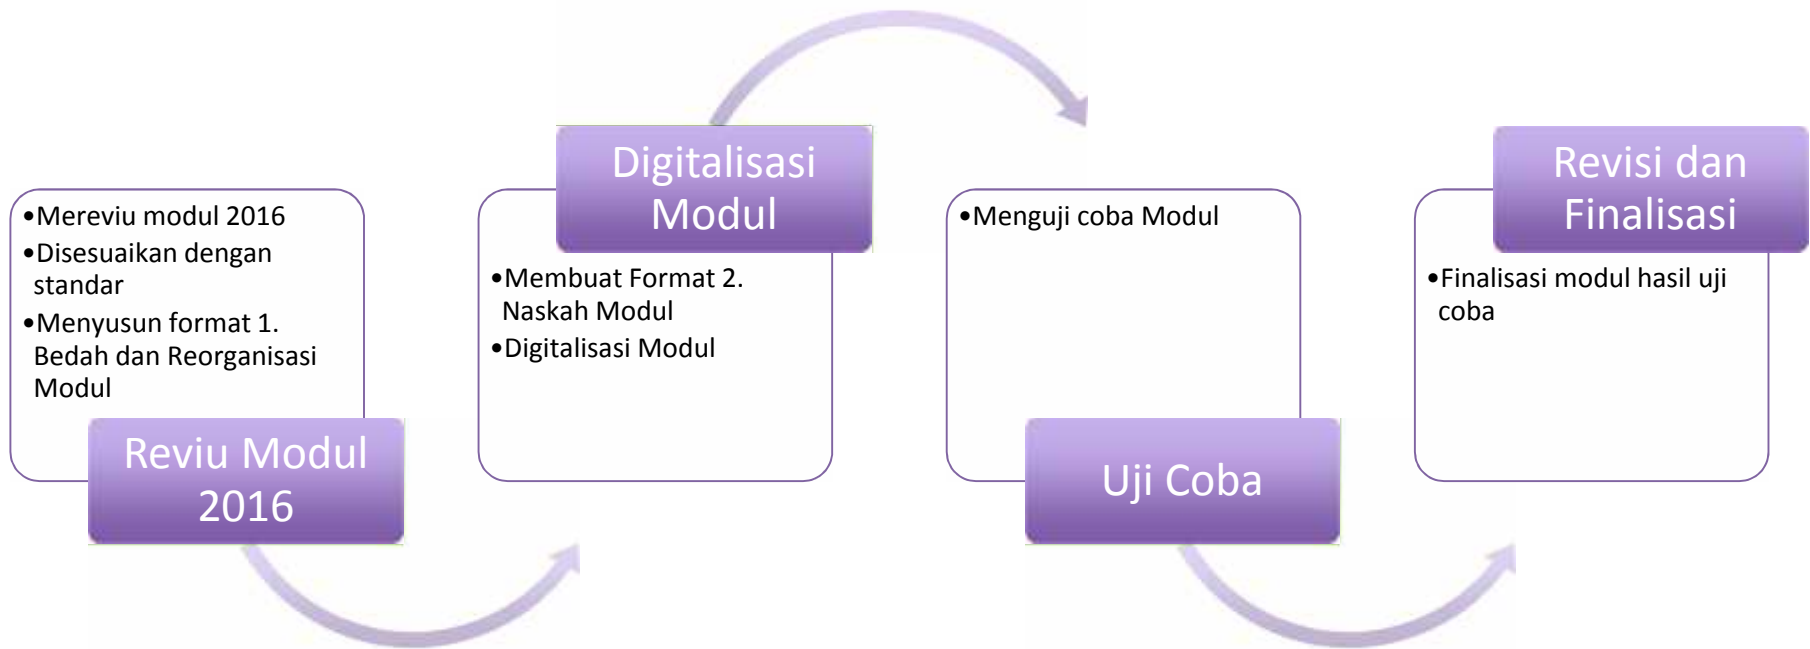 •Mereviu modul 2016
•Disesuaikan dengan
standar
•Menyusun format 1.
Bedah dan Reorganisasi
Modul
Reviu Modul
2016
Digitalisasi
Modul
•Membuat Format 2.
Naskah Modul
•Digitalisasi Modul
•Menguji coba Modul
Uji Coba
Revisi dan
Finalisasi
•Finalisasi modul hasil uji
coba